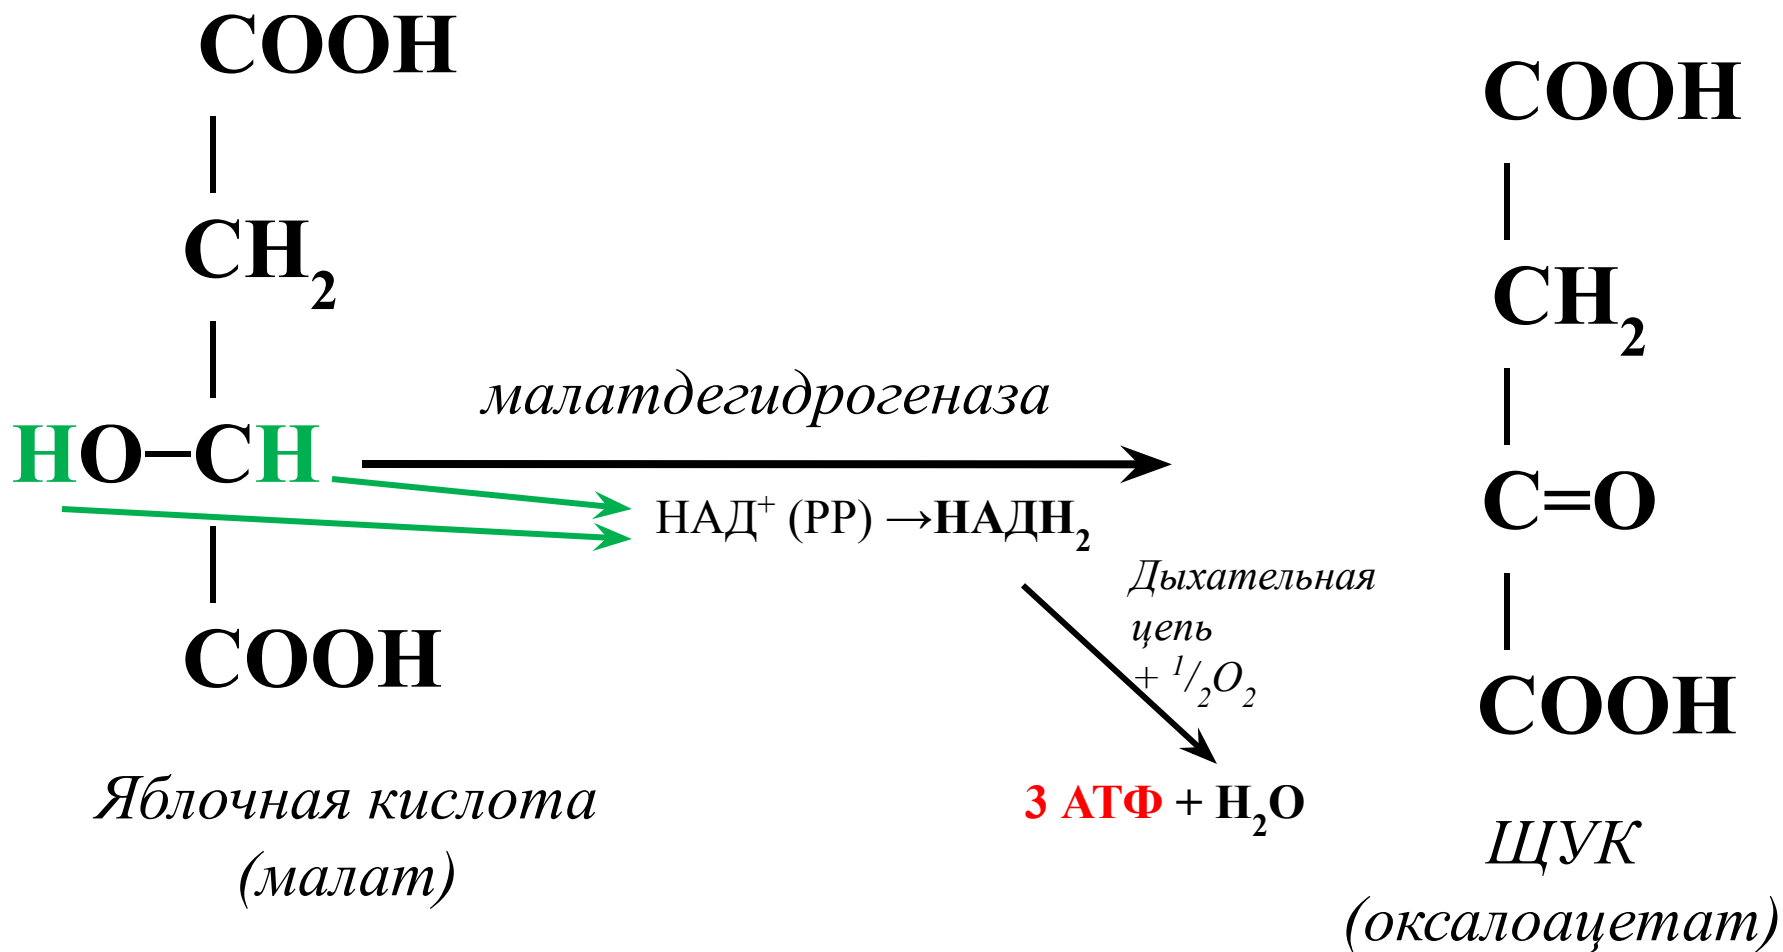 COOH
CH₂
HO–CH
COOH
Яблочная кислота
(малат)
малатдегидрогеназа
НАД⁺ (PP) →НАДН₂
Дыхательная
цепь
+ ¹/₂O₂
3 АТФ + H₂O
COOH
CH₂
C=O
COOH
ЩУК
(оксалоацетат)